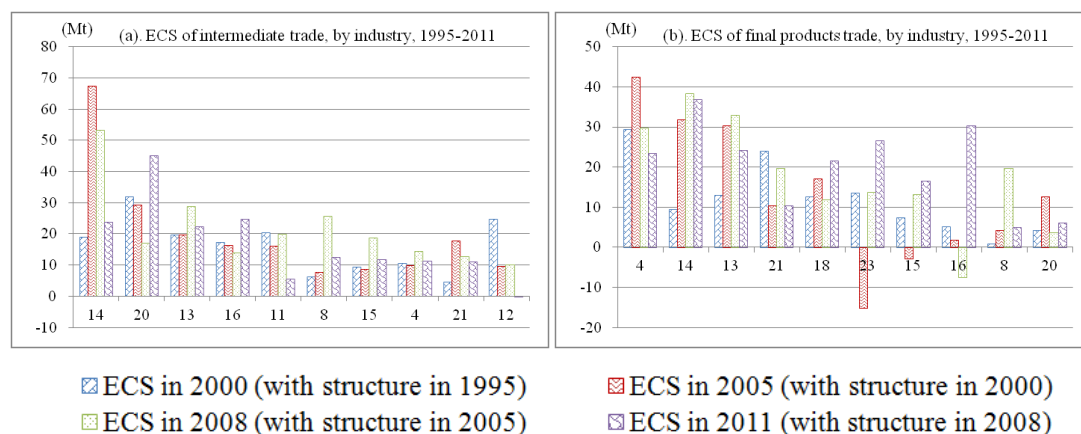 (Mt) (a). ECS of intermediate trade, by industry, 1995-2011
80
70
60
50
40
30
20
10
0
-10
14 20 13 16 11 8 15 4 21 12
(Mt) (b). ECS of final products trade, by industry, 1995-2011
50
40
30
20
10
0
-10
-20
4 14 13 21 18 23 15 16 8 20
ECS in 2000 (with structure in 1995)
ECS in 2005 (with structure in 2000)
ECS in 2008 (with structure in 2005)
ECS in 2011 (with structure in 2008)